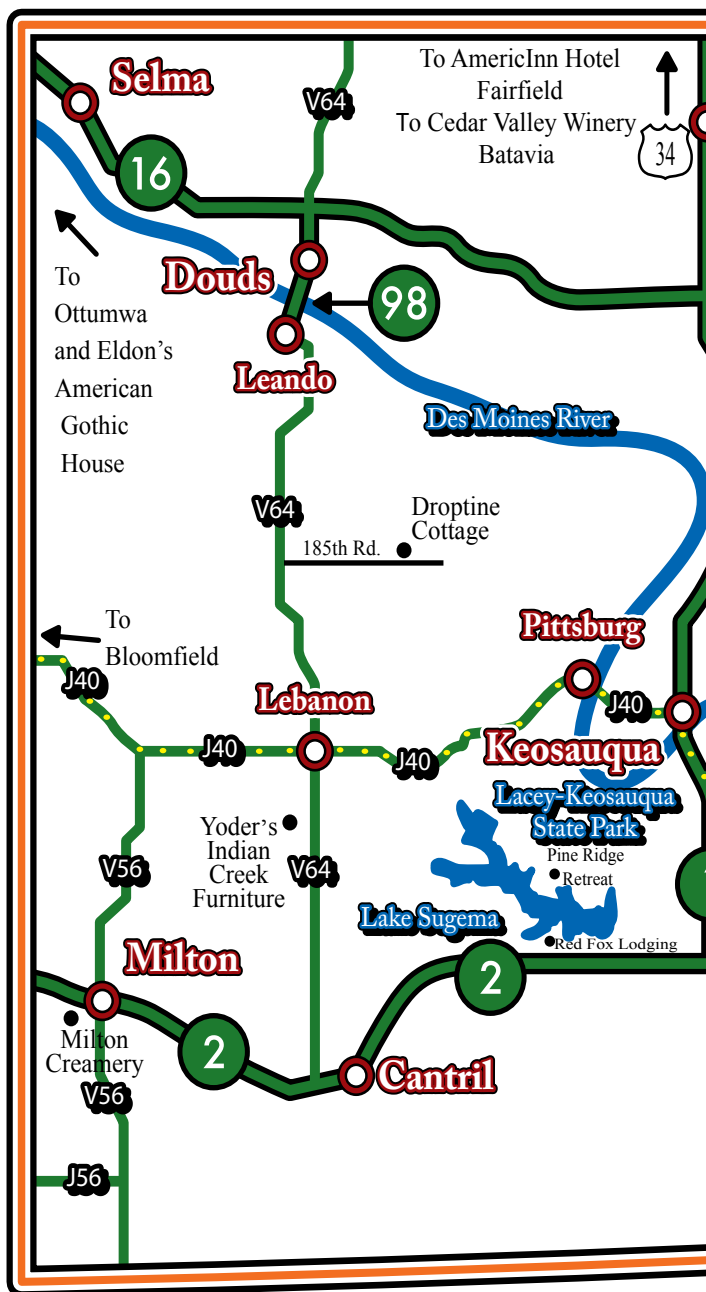 To AmericInn Hotel
Fairfield
To Cedar Valley Winery
Batavia
34
Selma
V64
16
To
Ottumwa
and Eldon's
American
Gothic
House
Douds
98
Leando
Des Moines River
V64
Droptine
Cottage
185th Rd.
To
Bloomfield
Pittsburg
J40
J40
Lebanon
Keosauqua
J40
J40
Lacey-Keosauqua
State Park
Yoder's
Indian
Creek
Furniture
V56
V64
Pine Ridge
Retreat
Lake Sugema
Red Fox Lodging
Milton
2
2
Milton
Creamery
Cantril
V56
J56